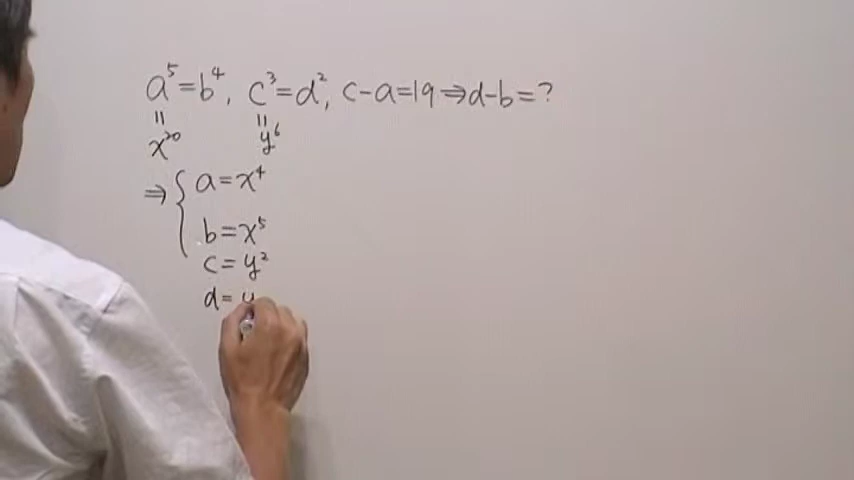 a⁵=b⁴, c³=d², c-a=19⇒d-b=?
॥ ॥
x²⁰ y⁶
⇒{a=x⁴
b=x⁵
c=y²
d=y